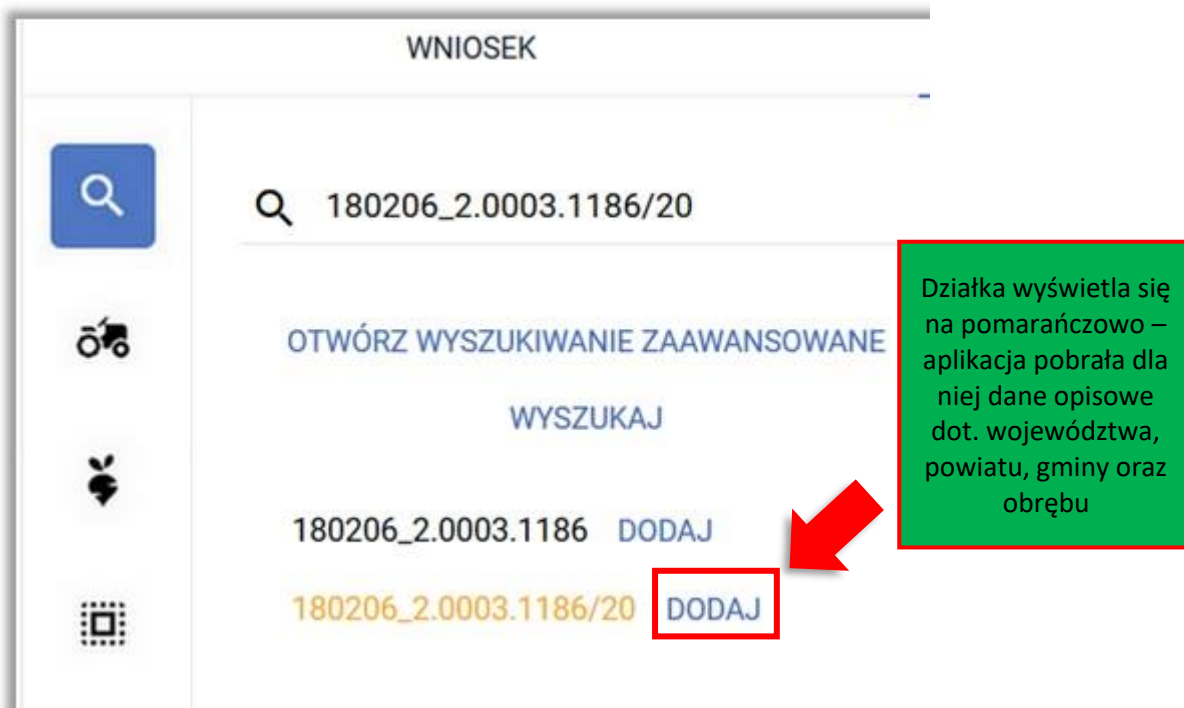 WNIOSEK
180206_2.0003.1186/20
OTWÓRZ WYSZUKIWANIE ZAAWANSOWANE
WYSZUKAJ
180206_2.0003.1186 DODAJ
180206_2.0003.1186/20 DODAJ
Działka wyświetla się
na pomarańczowo –
aplikacja pobrała dla
niej dane opisowe
dot. województwa,
powiatu, gminy oraz
obrębu